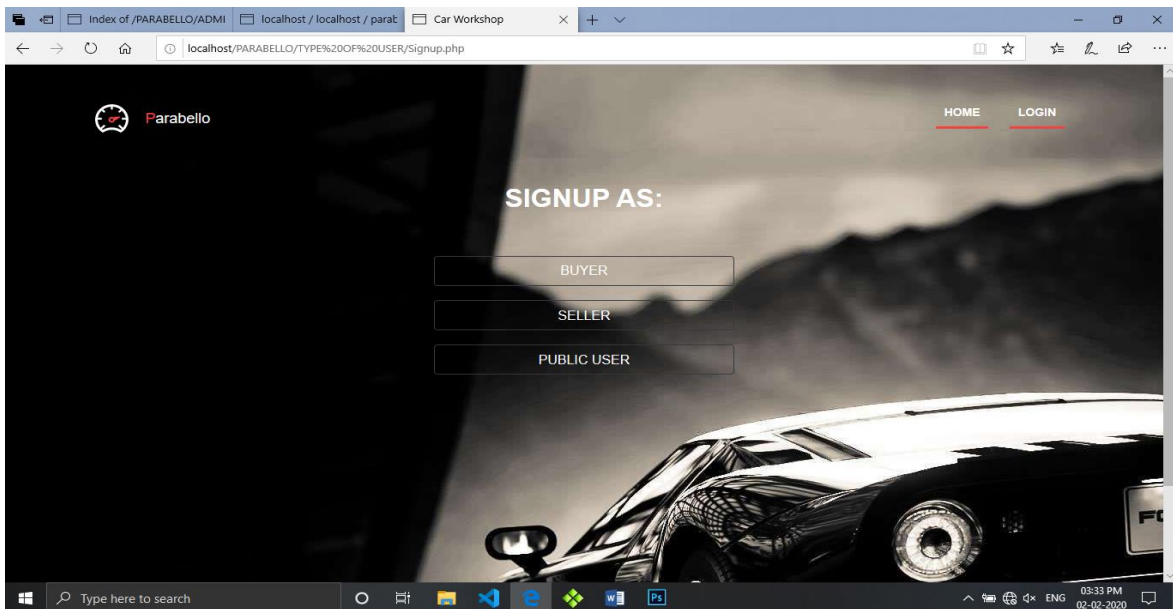 Index of /PARABELLO/ADMI
localhost / localhost / parab
Car Workshop
localhost/PARABELLO/TYPE%20OF%20USER/Signup.php
Parabello
HOME
LOGIN
SIGNUP AS:
BUYER
SELLER
PUBLIC USER
Type here to search
Ps
ENG
03:33 PM
02-02-2020